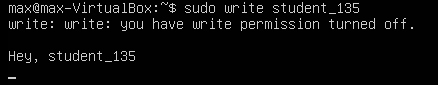 max@max-VirtualBox:~$ sudo write student_135
write: write: you have write permission turned off.
Hey, student_135